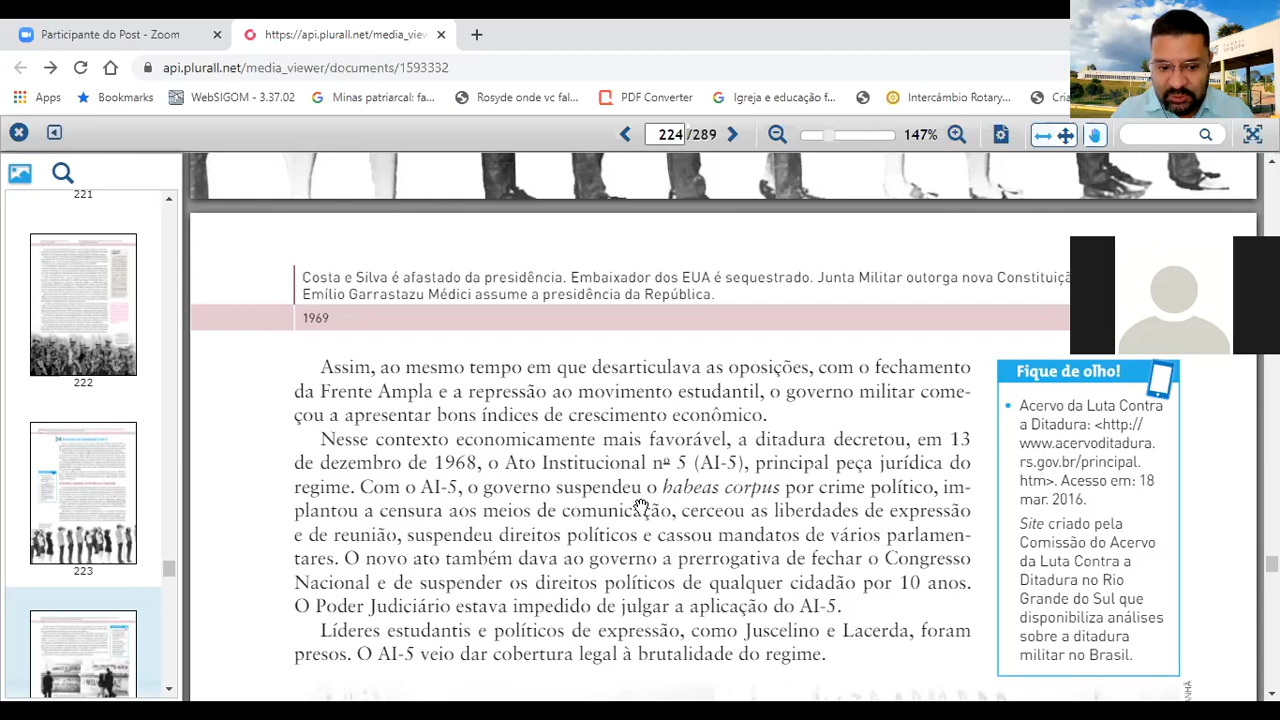 Participante do Post - Zoom
https://api.plurall.net/media_viev
api.plurall.net/media_viewer/documents/1593332
Apps
Bookmarks
WebSIGOM - 3.37.02
Minas patriarcal: fa...
Rosyde onde vc fal...
PDF Converter
Igreja e educação f...
Intercâmbio Rotary...
Cria
224 /289
147%
221
222
223
Costa e Silva é afastado da presidência. Embaixador dos EUA é sequestrado. Junta Militar outorga nova Constituiçã
Emílio Garrastazu Médici assume a presidência da República.
1969
Assim, ao mesmo tempo em que desarticulava as oposições, com o fechamento
da Frente Ampla e a repressão ao movimento estudantil, o governo militar come-
çou a apresentar bons índices de crescimento econômico.
Nesse contexto economicamente mais favorável, a ditadura decretou, em 13
de dezembro de 1968, o Ato Institucional nº 5 (AI-5), principal peça jurídica do
regime. Com o AI-5, o governo suspendeu o habeas corpus por crime político, im-
plantou a censura aos meios de comunicação, cerceou as liberdades de expressão
e de reunião, suspendeu direitos políticos e cassou mandatos de vários parlamen-
tares. O novo ato também dava ao governo a prerrogativa de fechar o Congresso
Nacional e de suspender os direitos políticos de qualquer cidadão por 10 anos.
O Poder Judiciário estava impedido de julgar a aplicação do AI-5.
Líderes estudantis e políticos de expressão, como Juscelino e Lacerda, foram
presos. O AI-5 veio dar cobertura legal à brutalidade do regime.
Fique de olho!
• Acervo da Luta Contra
a Ditadura: <http://
www.acervoditadura.
rs.gov.br/principal.
htm>. Acesso em: 18
mar. 2016.
Site criado pela
Comissão do Acervo
da Luta Contra a
Ditadura no Rio
Grande do Sul que
disponibiliza análises
sobre a ditadura
militar no Brasil.